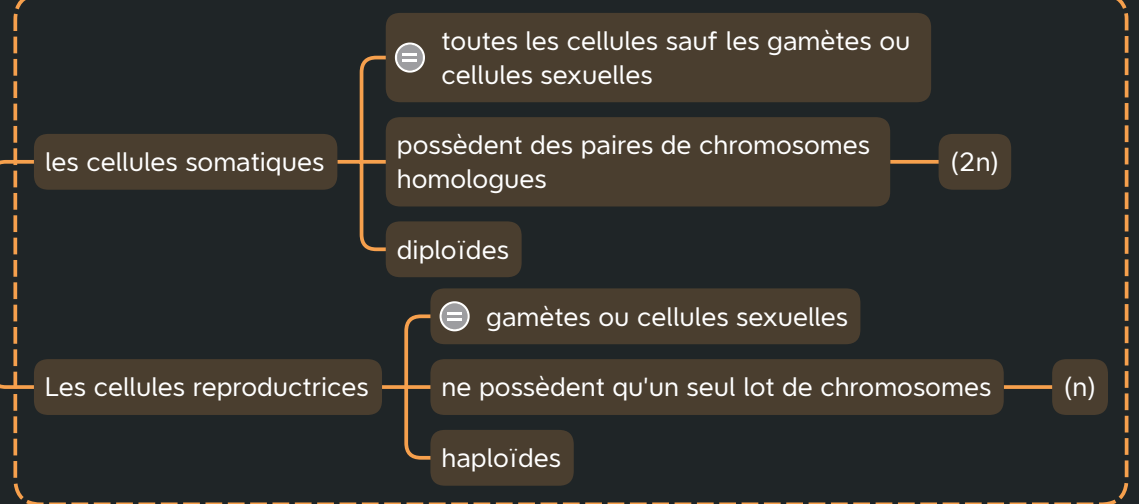 toutes les cellules sauf les gamètes ou
cellules sexuelles
les cellules somatiques
possèdent des paires de chromosomes
homologues
(2n)
diploïdes
gamètes ou cellules sexuelles
Les cellules reproductrices
ne possèdent qu'un seul lot de chromosomes
(n)
haploïdes